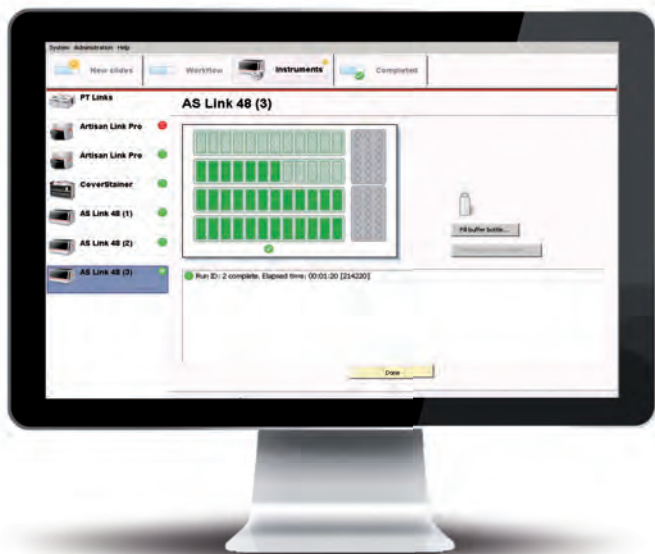 System Administration Help
New slides
Workflow
Instruments
Completed
PT Links
Artisan Link Pro
Artisan Link Pro
CoverStainer
AS Link 48 (1)
AS Link 48 (2)
AS Link 48 (3)
AS Link 48 (3)
Fill buffer bottle...
Run ID: 2 complete, Elapsed time: 00:01:20 [214220]
Done